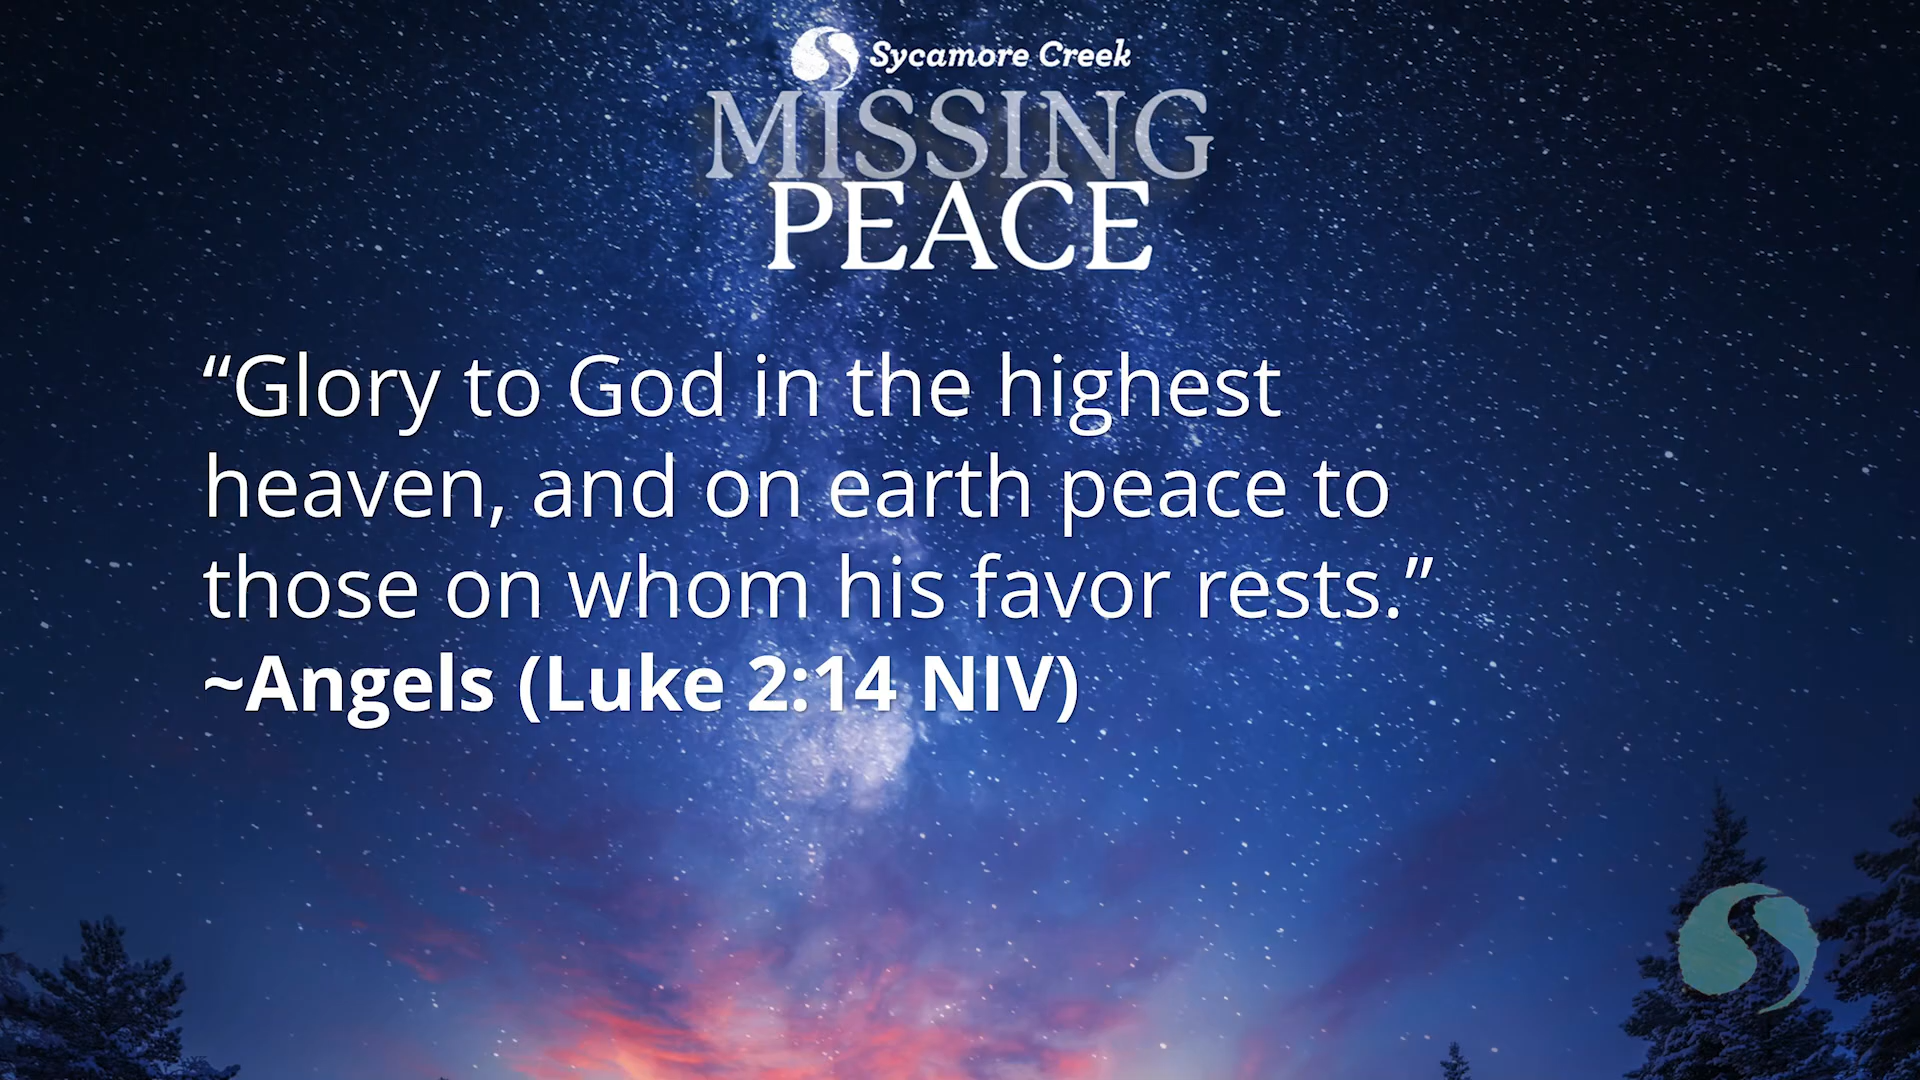 Sycamore Creek
MISSING
PEACE
“Glory to God in the highest
heaven, and on earth peace to
those on whom his favor rests.”
~Angels (Luke 2:14 NIV)